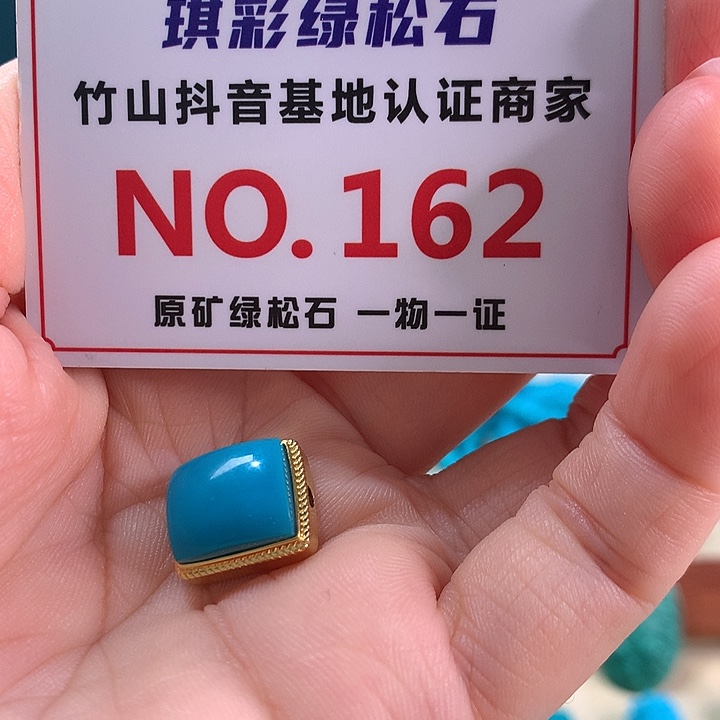 琪彩绿松石
竹山抖音基地认证商家
NO.162
原矿绿松石 一物一证